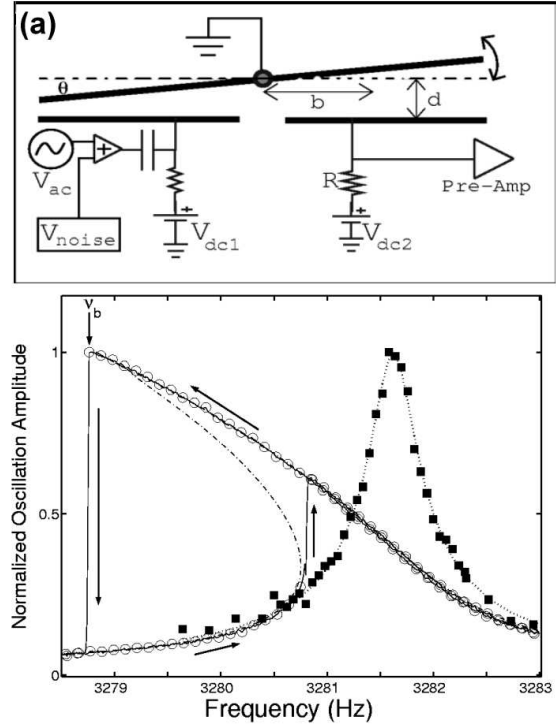 (a)
θ
b
d
V_ac
V_noise
V_dc1
R
V_dc2
Pre-Amp
ν_b
Normalized Oscillation Amplitude
1
0.5
0
3279 3280 3281 3282 3283
Frequency (Hz)